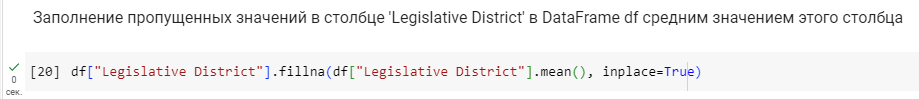 Заполнение пропущенных значений в столбце 'Legislative District' в DataFrame df средним значением этого столбца
[20] df["Legislative District"].fillna(df["Legislative District"].mean(), inplace=True)
0
сек.